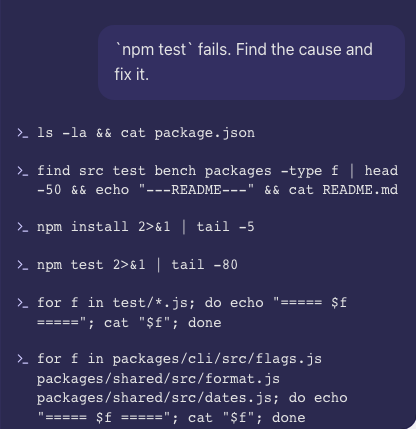 `npm test` fails. Find the cause and
fix it.
>_ ls -la && cat package.json
>_ find src test bench packages -type f | head
-50 && echo "---README---" && cat README.md
>_ npm install 2>&1 | tail -5
>_ npm test 2>&1 | tail -80
>_ for f in test/*.js; do echo "===== $f
====="; cat "$f"; done
>_ for f in packages/cli/src/flags.js
packages/shared/src/format.js
packages/shared/src/dates.js; do echo
"===== $f ====="; cat "$f"; done